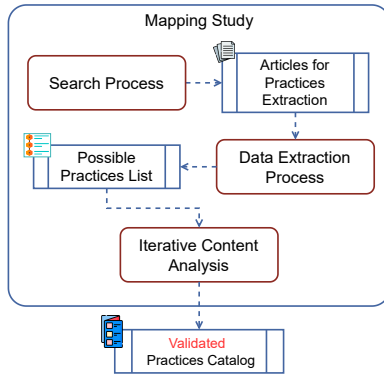 Mapping Study
Search Process
Articles for
Practices
Extraction
Possible
Practices List
Data Extraction
Process
Iterative Content
Analysis
Validated
Practices Catalog